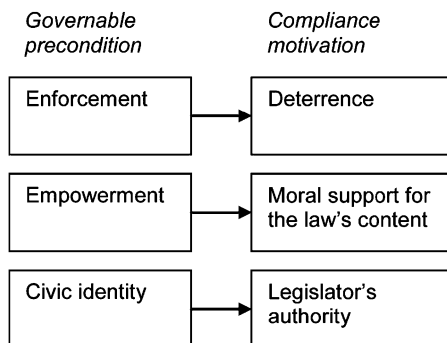 Governable
precondition
Compliance
motivation
Enforcement
Deterrence
Empowerment
Moral support for
the law's content
Civic identity
Legislator's
authority